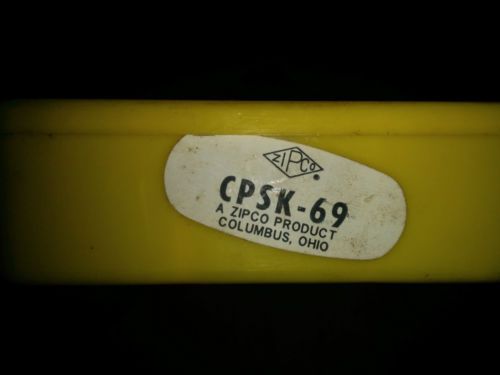 ZIPCO®
CPSK-69
A ZIPCO PRODUCT
COLUMBUS, OHIO